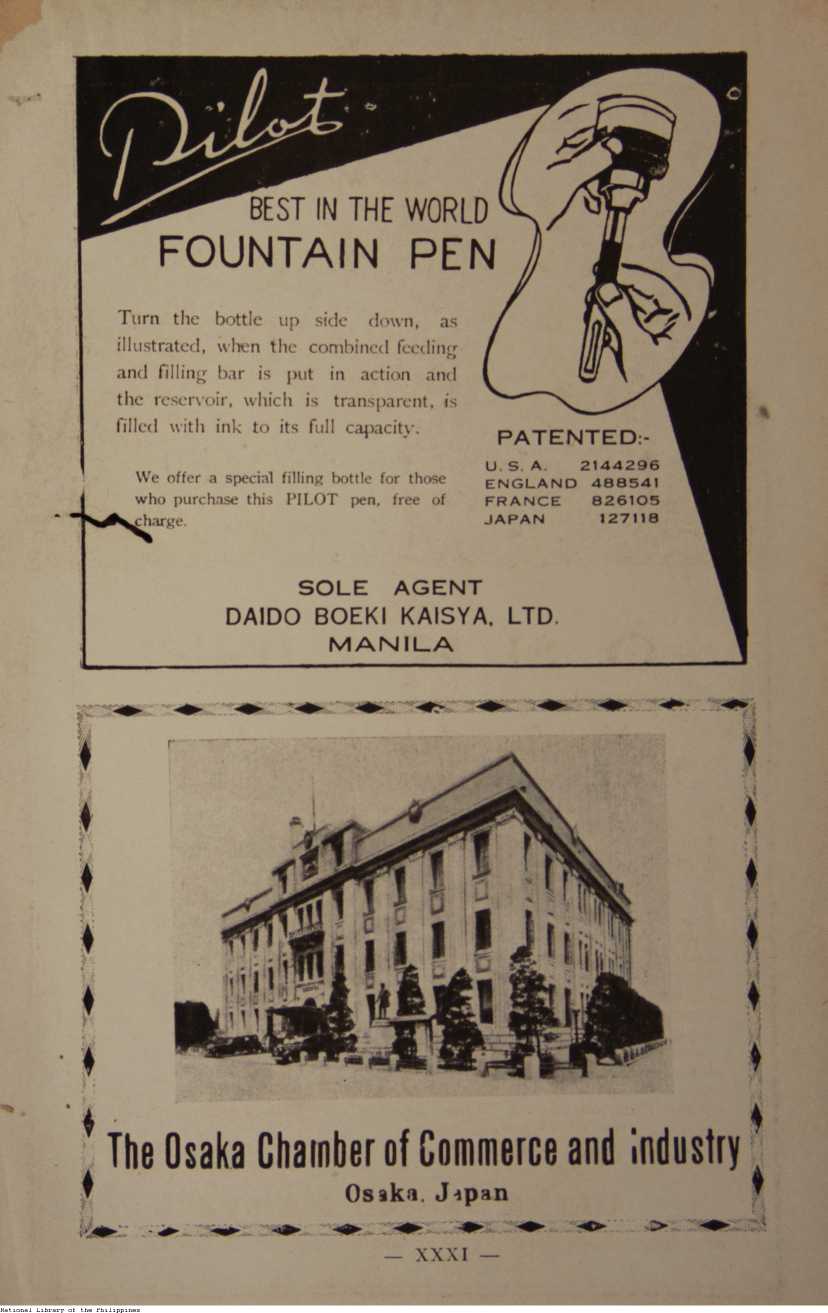 Pilot
BEST IN THE WORLD
FOUNTAIN PEN
Turn the bottle up side down, as
illustrated, when the combined feeding
and filling bar is put in action and
the reservoir, which is transparent, is
filled with ink to its full capacity.
We offer a special filling bottle for those
who purchase this PILOT pen, free of
charge.
PATENTED:-
U. S. A. 2144296
ENGLAND 488541
FRANCE 826105
JAPAN 127118
SOLE AGENT
DAIDO BOEKI KAISYA, LTD.
MANILA
The Osaka Chamber of Commerce and Industry
Osaka, Japan
— XXXI —
National Library of the Philippines